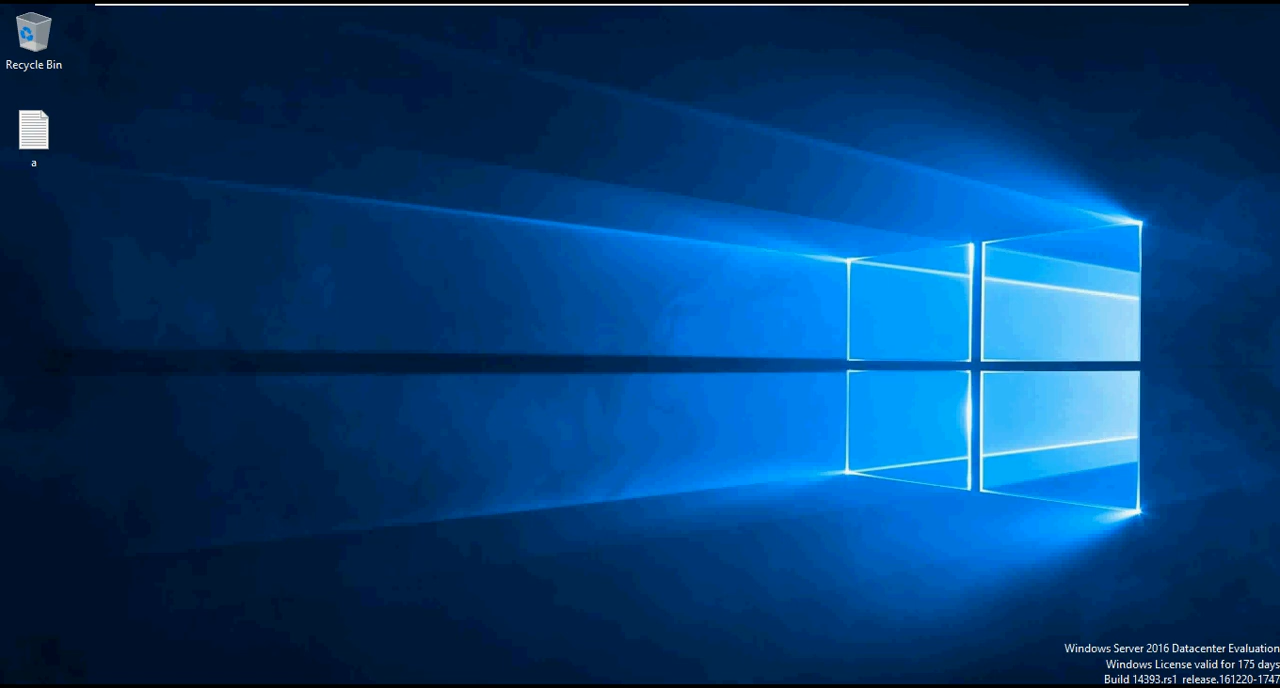 Recycle Bin
a
Windows Server 2016 Datacenter Evaluation
Windows License valid for 175 days
Build 14393.rs1_release.161220-1747